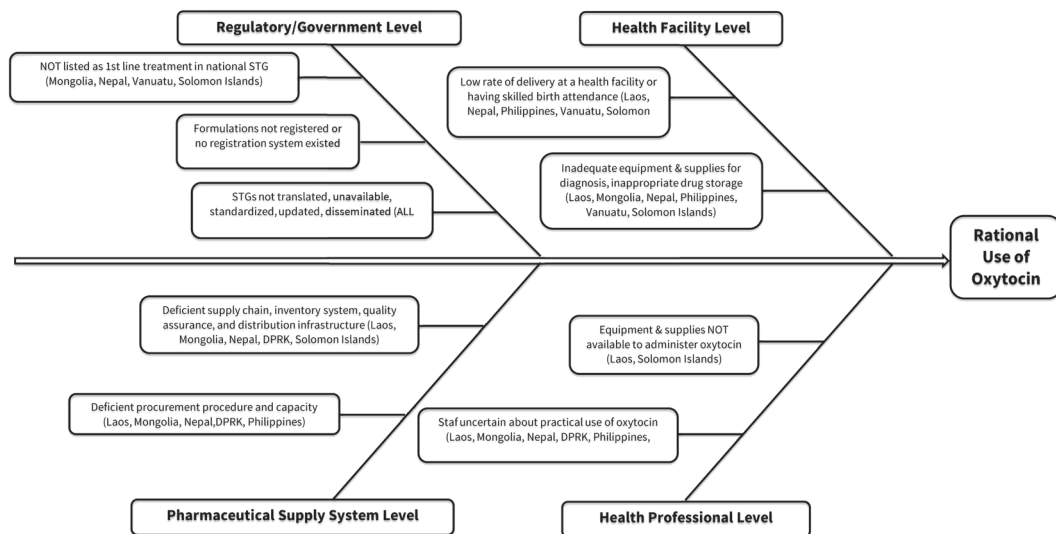 Regulatory/Government Level
NOT listed as 1st line treatment in national STG
(Mongolia, Nepal, Vanuatu, Solomon Islands)
Formulations not registered or
no registration system existed
STGs not translated, unavailable,
standardized, updated, disseminated (ALL
Health Facility Level
Low rate of delivery at a health facility or
having skilled birth attendance (Laos,
Nepal, Philippines, Vanuatu, Solomon
Inadequate equipment & supplies for
diagnosis, inappropriate drug storage
(Laos, Mongolia, Nepal, Philippines,
Vanuatu, Solomon Islands)
Rational
Use of
Oxytocin
Deficient supply chain, inventory system, quality
assurance, and distribution infrastructure (Laos,
Mongolia, Nepal, DPRK, Solomon Islands)
Deficient procurement procedure and capacity
(Laos, Mongolia, Nepal,DPRK, Philippines)
Pharmaceutical Supply System Level
Equipment & supplies NOT
available to administer oxytocin
(Laos, Solomon Islands)
Staf uncertain about practical use of oxytocin
(Laos, Mongolia, Nepal, DPRK, Philippines,
Health Professional Level